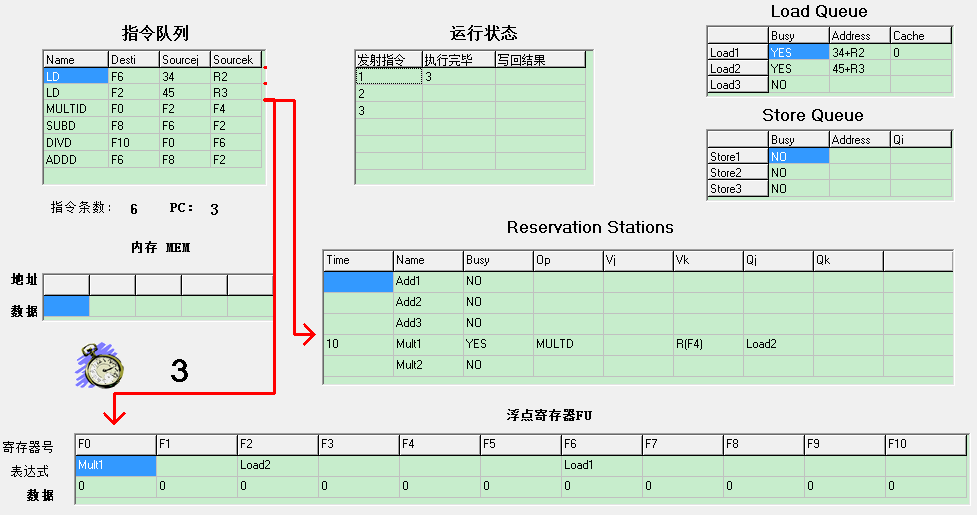 指令队列
Name Desti Sourcej Sourcek
LD F6 34 R2
LD F2 45 R3
MULTID F0 F2 F4
SUBD F8 F6 F2
DIVD F10 F0 F6
ADDD F6 F8 F2
指令条数: 6 PC: 3
运行状态
发射指令 执行完毕 写回结果
1 3
2
3
Load Queue
Busy Address Cache
Load1 YES 34+R2 0
Load2 YES 45+R3
Load3 NO
Store Queue
Busy Address Qi
Store1 NO
Store2 NO
Store3 NO
内存 MEM
地址
数据
Reservation Stations
Time Name Busy Op Vj Vk Qj Qk
Add1 NO
Add2 NO
Add3 NO
10 Mult1 YES MULTD R(F4) Load2
Mult2 NO
3
浮点寄存器FU
寄存器号 F0 F1 F2 F3 F4 F5 F6 F7 F8 F9 F10
表达式 Mult1 Load2 Load1
数据 0 0 0 0 0 0 0 0 0 0 0